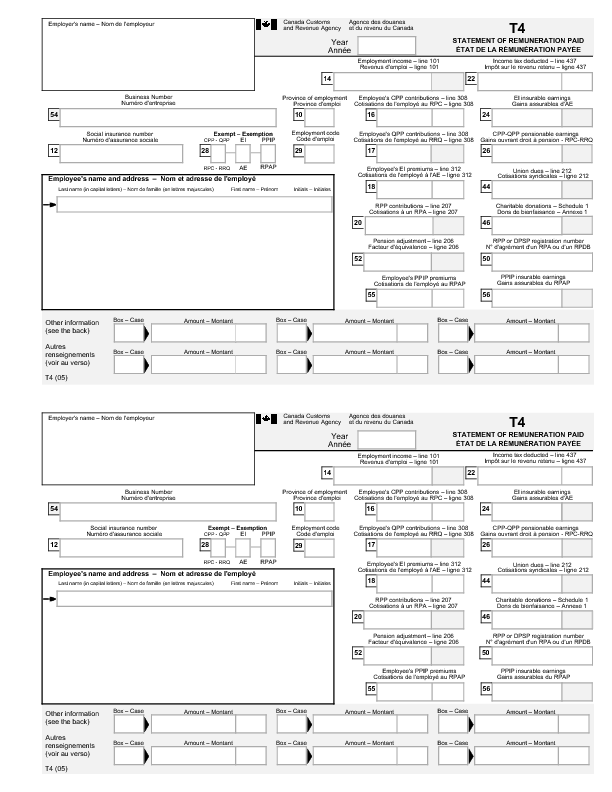 Employer's name – Nom de l'employeur
Canada Customs and Revenue Agency
Agence des douanes et du revenu du Canada
T4
Year
Année
STATEMENT OF REMUNERATION PAID
ÉTAT DE LA RÉMUNÉRATION PAYÉE
Employment income – line 101
Revenus d'emploi – ligne 101
14
Income tax deducted – line 437
Impôt sur le revenu retenu – ligne 437
22
Business Number
Numéro d'entreprise
54
Province of employment
Province d'emploi
10
Employee's CPP contributions – line 308
Cotisations de l'employé au RPC – ligne 308
16
EI insurable earnings
Gains assurables d'AE
24
Social insurance number
Numéro d'assurance sociale
12
Exempt – Exemption
CPP - QPP EI PPIP
28
RPC - RRQ AE RPAP
Employment code
Code d'emploi
29
Employee's QPP contributions – line 308
Cotisations de l'employé au RRQ – ligne 308
17
CPP-QPP pensionable earnings
Gains ouvrant droit à pension - RPC-RRQ
26
Employee's name and address – Nom et adresse de l'employé
Last name (in capital letters) – Nom de famille (en lettres majuscules) First name – Prénom Initials – Initiales
Employee's EI premiums – line 312
Cotisations de l'employé à l'AE – ligne 312
18
Union dues – line 212
Cotisations syndicales – ligne 212
44
RPP contributions – line 207
Cotisations à un RPA – ligne 207
20
Charitable donations – Schedule 1
Dons de bienfaisance – Annexe 1
46
Pension adjustment – line 206
Facteur d'équivalence – ligne 206
52
RPP or DPSP registration number
N° d'agrément d'un RPA ou d'un RPDB
50
Employee's PPIP premiums
Cotisations de l'employé au RPAP
55
PPIP insurable earnings
Gains assurables du RPAP
56
Other information
(see the back)
Box – Case Amount – Montant Box – Case Amount – Montant Box – Case Amount – Montant
Autres
renseignements
(voir au verso)
Box – Case Amount – Montant Box – Case Amount – Montant Box – Case Amount – Montant
T4 (05)
Employer's name – Nom de l'employeur
Canada Customs and Revenue Agency
Agence des douanes et du revenu du Canada
T4
Year
Année
STATEMENT OF REMUNERATION PAID
ÉTAT DE LA RÉMUNÉRATION PAYÉE
Employment income – line 101
Revenus d'emploi – ligne 101
14
Income tax deducted – line 437
Impôt sur le revenu retenu – ligne 437
22
Business Number
Numéro d'entreprise
54
Province of employment
Province d'emploi
10
Employee's CPP contributions – line 308
Cotisations de l'employé au RPC – ligne 308
16
EI insurable earnings
Gains assurables d'AE
24
Social insurance number
Numéro d'assurance sociale
12
Exempt – Exemption
CPP - QPP EI PPIP
28
RPC - RRQ AE RPAP
Employment code
Code d'emploi
29
Employee's QPP contributions – line 308
Cotisations de l'employé au RRQ – ligne 308
17
CPP-QPP pensionable earnings
Gains ouvrant droit à pension - RPC-RRQ
26
Employee's name and address – Nom et adresse de l'employé
Last name (in capital letters) – Nom de famille (en lettres majuscules) First name – Prénom Initials – Initiales
Employee's EI premiums – line 312
Cotisations de l'employé à l'AE – ligne 312
18
Union dues – line 212
Cotisations syndicales – ligne 212
44
RPP contributions – line 207
Cotisations à un RPA – ligne 207
20
Charitable donations – Schedule 1
Dons de bienfaisance – Annexe 1
46
Pension adjustment – line 206
Facteur d'équivalence – ligne 206
52
RPP or DPSP registration number
N° d'agrément d'un RPA ou d'un RPDB
50
Employee's PPIP premiums
Cotisations de l'employé au RPAP
55
PPIP insurable earnings
Gains assurables du RPAP
56
Other information
(see the back)
Box – Case Amount – Montant Box – Case Amount – Montant Box – Case Amount – Montant
Autres
renseignements
(voir au verso)
Box – Case Amount – Montant Box – Case Amount – Montant Box – Case Amount – Montant
T4 (05)